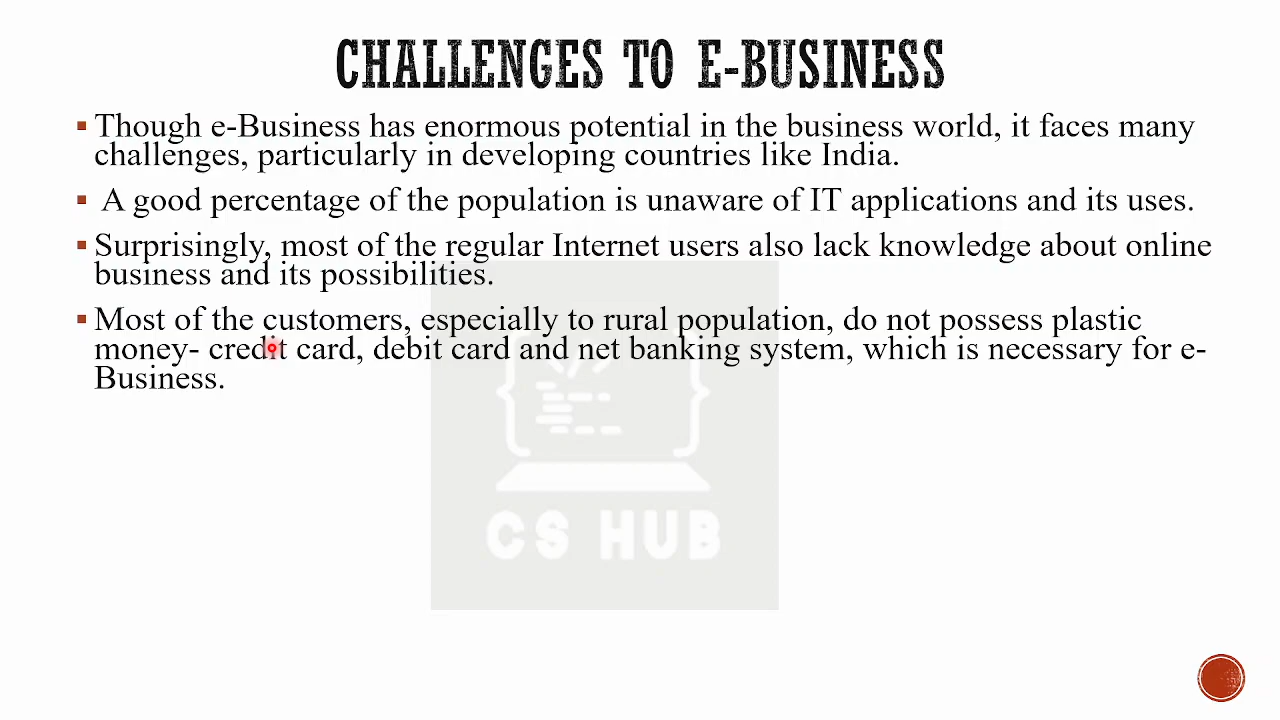 CHALLENGES TO E-BUSINESS
Though e-Business has enormous potential in the business world, it faces many
challenges, particularly in developing countries like India.
A good percentage of the population is unaware of IT applications and its uses.
Surprisingly, most of the regular Internet users also lack knowledge about online
business and its possibilities.
Most of the customers, especially to rural population, do not possess plastic
money- credit card, debit card and net banking system, which is necessary for e-
Business.
CS HUB